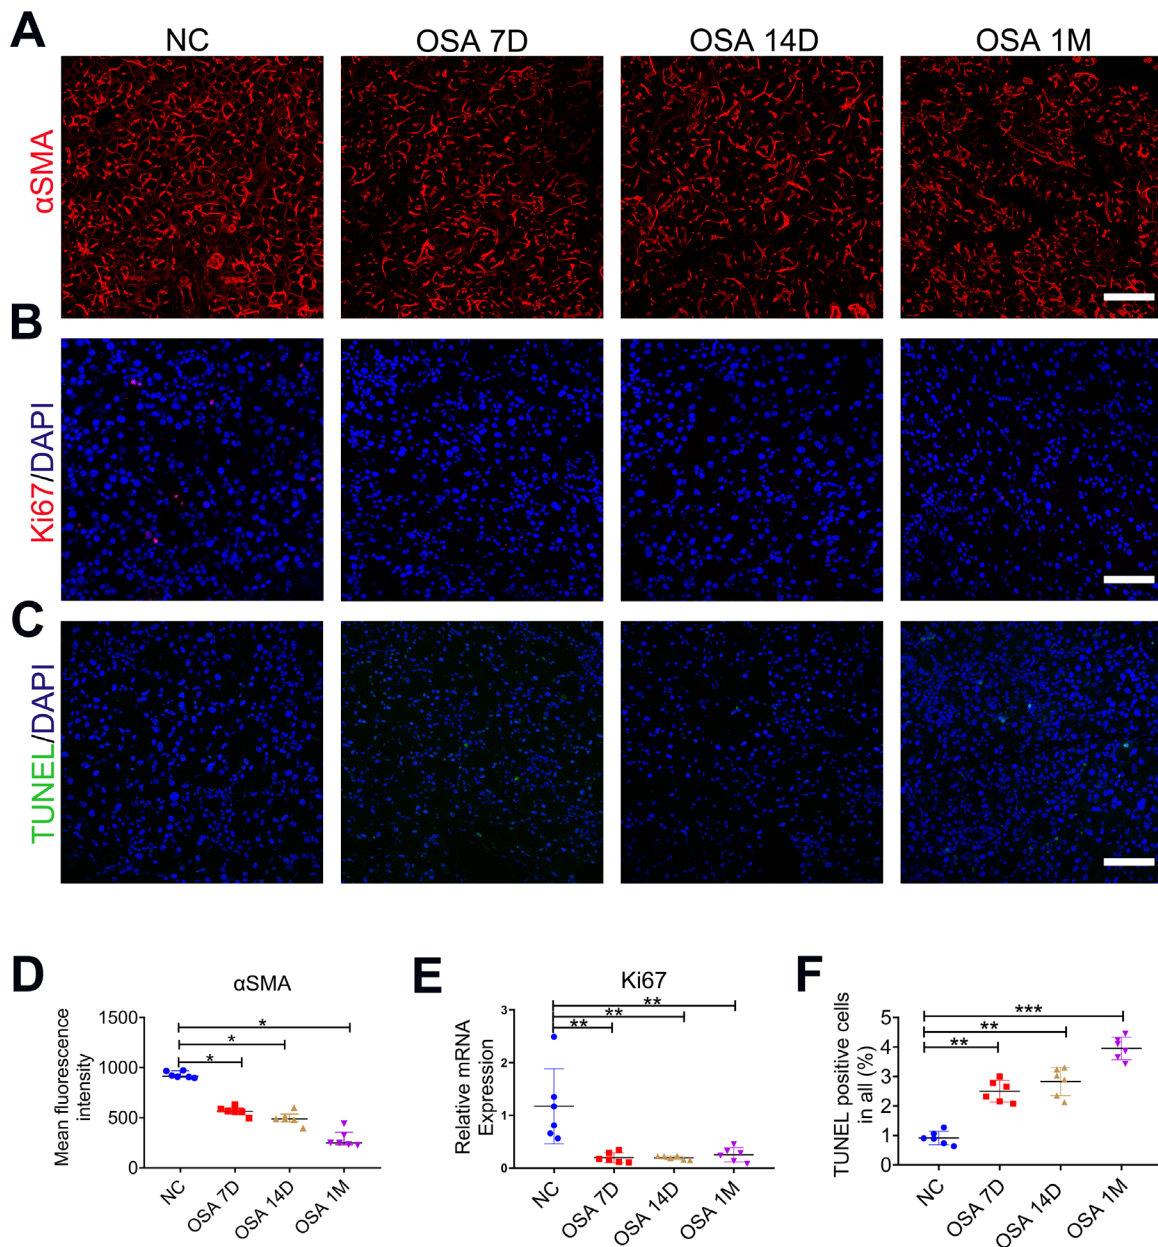 A
NC
OSA 7D
OSA 14D
OSA 1M
αSMA
B
Ki67/DAPI
C
TUNEL/DAPI
D
αSMA
Mean fluorescence
intensity
1500
1000
500
0
*
*
*
NC
OSA 7D
OSA 14D
OSA 1M
E
Ki67
Relative mRNA
Expression
3
2
1
0
**
**
**
NC
OSA 7D
OSA 14D
OSA 1M
F
TUNEL positive cells
in all (%)
5
4
3
2
1
0
***
**
**
NC
OSA 7D
OSA 14D
OSA 1M